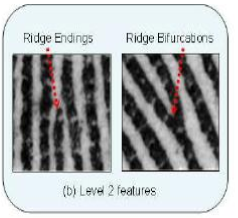 Ridge Endings
Ridge Bifurcations
(b) Level 2 features